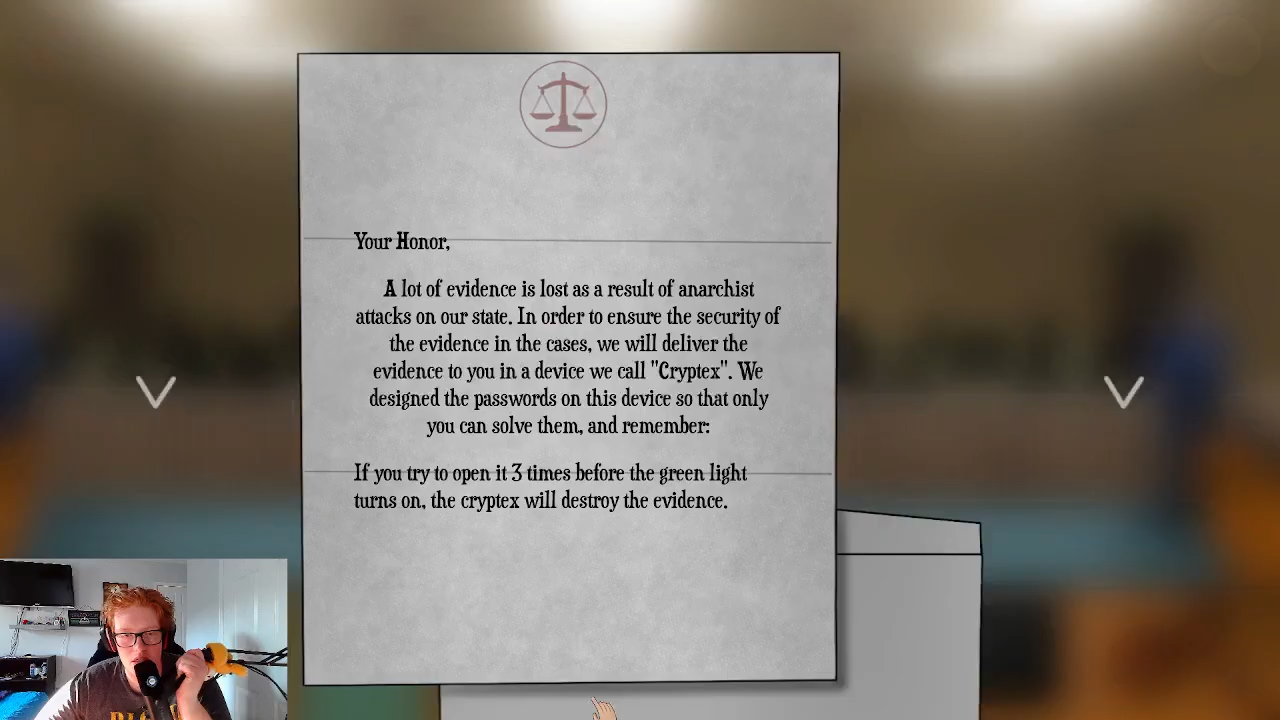 Your Honor,
A lot of evidence is lost as a result of anarchist
attacks on our state. In order to ensure the security of
the evidence in the cases, we will deliver the
evidence to you in a device we call "Cryptex". We
designed the passwords on this device so that only
you can solve them, and remember:
If you try to open it 3 times before the green light
turns on, the cryptex will destroy the evidence.